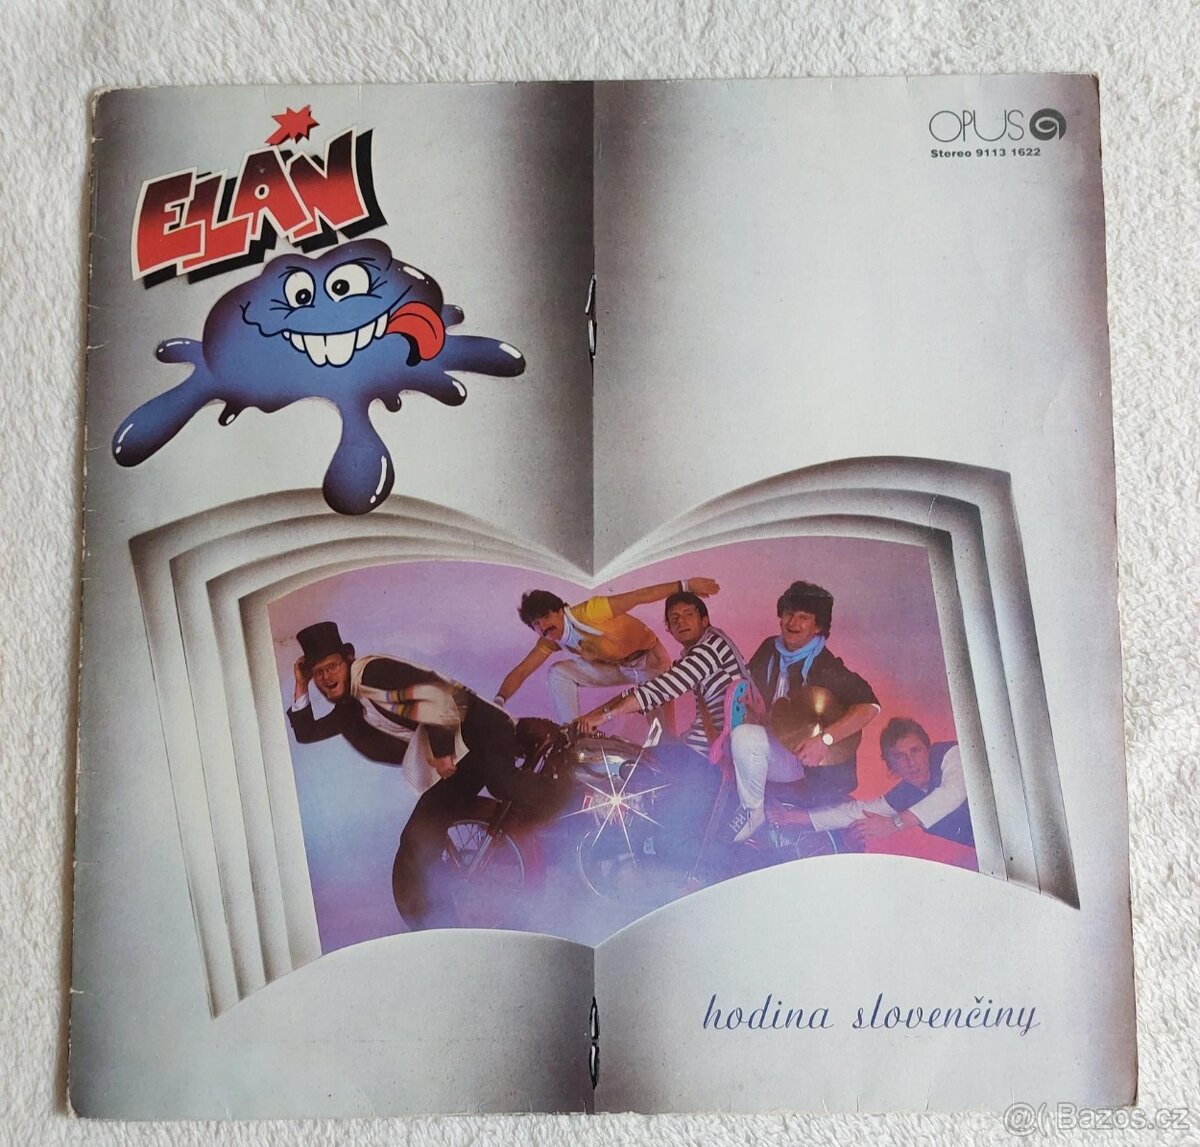 ELÁN
OPUS
Stereo 9113 1622
hodina slovenčiny
@( Bazos.cz